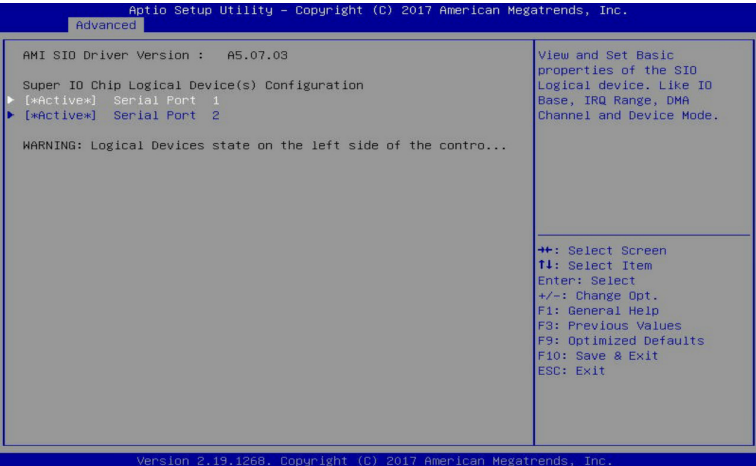 Aptio Setup Utility – Copyright (C) 2017 American Megatrends, Inc.
Advanced
AMI SIO Driver Version :   A5.07.03
Super IO Chip Logical Device(s) Configuration
[*Active*]  Serial Port  1
[*Active*]  Serial Port  2
WARNING: Logical Devices state on the left side of the contro...
View and Set Basic
properties of the SIO
Logical device. Like IO
Base, IRQ Range, DMA
Channel and Device Mode.
→←: Select Screen
↑↓: Select Item
Enter: Select
+/-: Change Opt.
F1: General Help
F3: Previous Values
F9: Optimized Defaults
F10: Save & Exit
ESC: Exit
Version 2.19.1268. Copyright (C) 2017 American Megatrends, Inc.